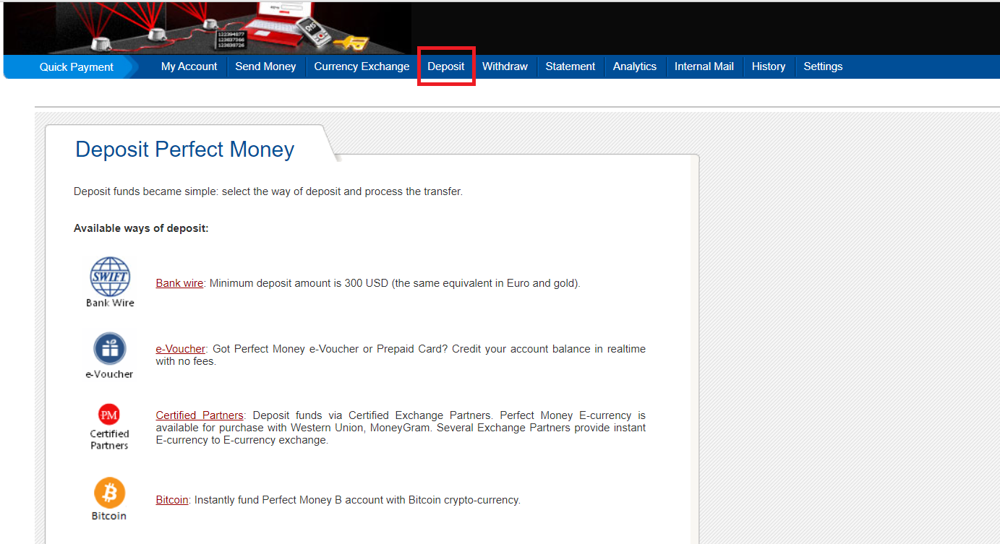 SMS
122394877
123637366
123639726
Quick Payment
My Account
Send Money
Currency Exchange
Deposit
Withdraw
Statement
Analytics
Internal Mail
History
Settings
Deposit Perfect Money
Deposit funds became simple: select the way of deposit and process the transfer.
Available ways of deposit:
SWIFT
Bank Wire
Bank wire: Minimum deposit amount is 300 USD (the same equivalent in Euro and gold).
e-Voucher
e-Voucher: Got Perfect Money e-Voucher or Prepaid Card? Credit your account balance in realtime
with no fees.
PM
Certified
Partners
Certified Partners: Deposit funds via Certified Exchange Partners. Perfect Money E-currency is
available for purchase with Western Union, MoneyGram. Several Exchange Partners provide instant
E-currency to E-currency exchange.
Bitcoin
Bitcoin: Instantly fund Perfect Money B account with Bitcoin crypto-currency.